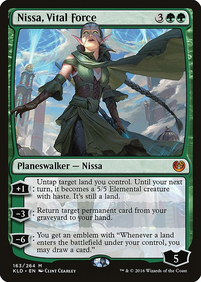 Nissa, Vital Force 3
Planeswalker — Nissa
+1: Untap target land you control. Until your next
turn, it becomes a 5/5 Elemental creature
with haste. It's still a land.
−3: Return target permanent card from your
graveyard to your hand.
−6: You get an emblem with "Whenever a land
enters the battlefield under your control, you
may draw a card."
5
163/264 M
KLD • EN Clint Cearley
™ & © 2016 Wizards of the Coast